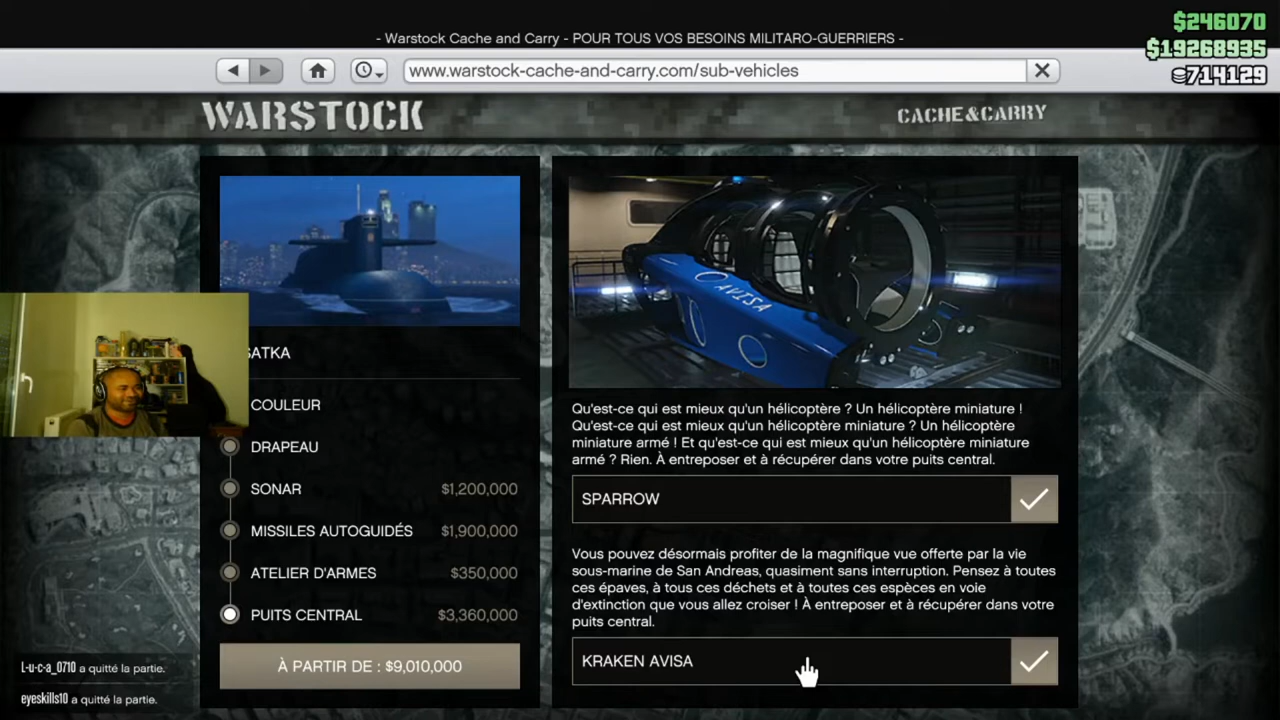 $246070
- Warstock Cache and Carry - POUR TOUS VOS BESOINS MILITARO-GUERRIERS -
$19268935
714129
www.warstock-cache-and-carry.com/sub-vehicles
WARSTOCK
CACHE&CARRY
AVISA
SATKA
COULEUR
DRAPEAU
SONAR $1,200,000
MISSILES AUTOGUIDÉS $1,900,000
ATELIER D'ARMES $350,000
PUITS CENTRAL $3,360,000
À PARTIR DE : $9,010,000
Qu'est-ce qui est mieux qu'un hélicoptère ? Un hélicoptère miniature !
Qu'est-ce qui est mieux qu'un hélicoptère miniature ? Un hélicoptère
miniature armé ! Et qu'est-ce qui est mieux qu'un hélicoptère miniature
armé ? Rien. À entreposer et à récupérer dans votre puits central.
SPARROW
Vous pouvez désormais profiter de la magnifique vue offerte par la vie
sous-marine de San Andreas, quasiment sans interruption. Pensez à toutes
ces épaves, à tous ces déchets et à toutes ces espèces en voie
d'extinction que vous allez croiser ! À entreposer et à récupérer dans votre
puits central.
KRAKEN AVISA
L-u-c-a_0710 a quitté la partie.
eyeskills10 a quitté la partie.